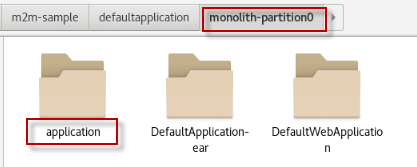 m2m-sample defaultapplication monolith-partition0
application DefaultApplication- DefaultWebApplicatio
ear n